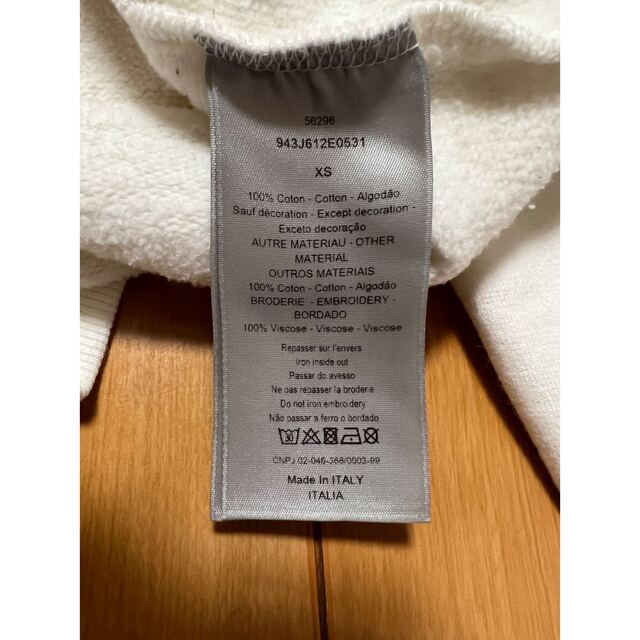 56296
943J612E0531
XS
100% Coton - Cotton - Algodão
Sauf décoration - Except decoration -
Exceto decoração
AUTRE MATERIAU - OTHER
MATERIAL
OUTROS MATERIAIS
100% Coton - Cotton - Algodão
BRODERIE - EMBROIDERY -
BORDADO
100% Viscose - Viscose - Viscose
Repasser sur l'envers
Iron inside out
Passar do avesso
Ne pas repasser la broderie
Do not iron embroidery
Não passar a ferro o bordado
30
CNPJ 02-046-366/0003-99
Made In ITALY
ITALIA